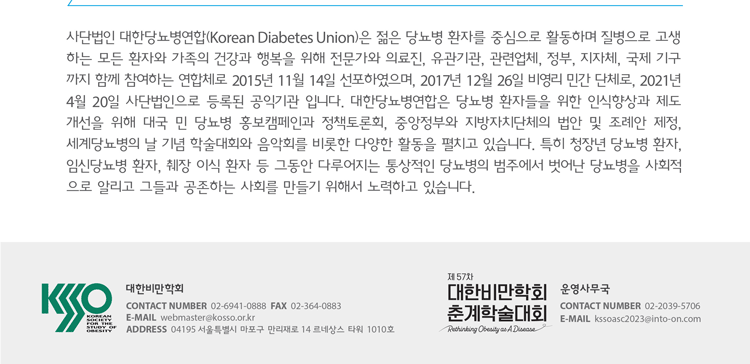 사단법인 대한당뇨병연합(Korean Diabetes Union)은 젊은 당뇨병 환자를 중심으로 활동하며 질병으로 고생
하는 모든 환자와 가족의 건강과 행복을 위해 전문가와 의료진, 유관기관, 관련업체, 정부, 지자체, 국제 기구
까지 함께 참여하는 연합체로 2015년 11월 14일 선포하였으며, 2017년 12월 26일 비영리 민간 단체로, 2021년
4월 20일 사단법인으로 등록된 공익기관 입니다. 대한당뇨병연합은 당뇨병 환자들을 위한 인식향상과 제도
개선을 위해 대국 민 당뇨병 홍보캠페인과 정책토론회, 중앙정부와 지방자치단체의 법안 및 조례안 제정,
세계당뇨병의 날 기념 학술대회와 음악회를 비롯한 다양한 활동을 펼치고 있습니다. 특히 청장년 당뇨병 환자,
임신당뇨병 환자, 췌장 이식 환자 등 그동안 다루어지는 통상적인 당뇨병의 범주에서 벗어난 당뇨병을 사회적
으로 알리고 그들과 공존하는 사회를 만들기 위해서 노력하고 있습니다.
KSSO
KOREAN
SOCIETY
FOR THE
STUDY OF
OBESITY
대한비만학회
CONTACT NUMBER 02-6941-0888 FAX 02-364-0883
E-MAIL webmaster@kosso.or.kr
ADDRESS 04195 서울특별시 마포구 만리재로 14 르네상스 타워 1010호
제 57차
대한비만학회
춘계학술대회
Rethinking Obesity as A Disease
운영사무국
CONTACT NUMBER 02-2039-5706
E-MAIL kssoasc2023@into-on.com